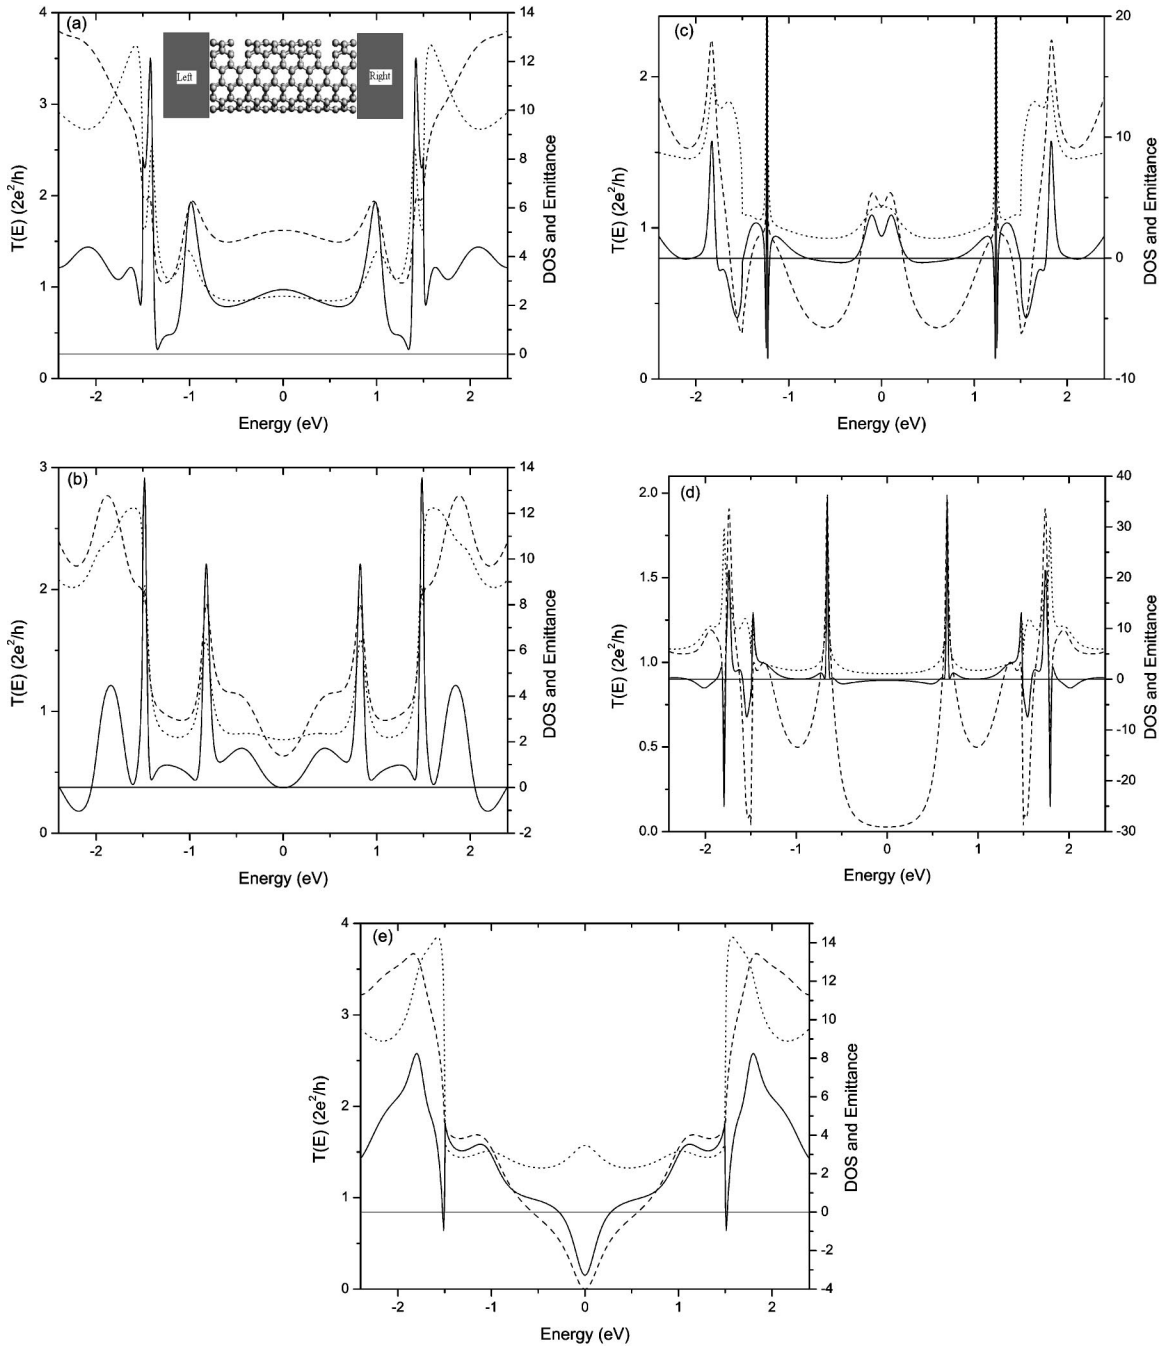 (a)
4
3
2
1
0
T(E) (2e²/h)
14
12
10
8
6
4
2
0
DOS and Emittance
Left
Right
-2 -1 0 1 2
Energy (eV)
(c)
2
1
0
T(E) (2e²/h)
20
10
0
-10
DOS and Emittance
-2 -1 0 1 2
Energy (eV)
(b)
3
2
1
0
T(E) (2e²/h)
14
12
10
8
6
4
2
0
-2
DOS and Emittance
-2 -1 0 1 2
Energy (eV)
(d)
2.0
1.5
1.0
0.5
0.0
T(E) (2e²/h)
40
30
20
10
0
-10
-20
-30
DOS and Emittance
-2 -1 0 1 2
Energy (eV)
(e)
4
3
2
1
0
T(E) (2e²/h)
14
12
10
8
6
4
2
0
-2
-4
DOS and Emittance
-2 -1 0 1 2
Energy (eV)